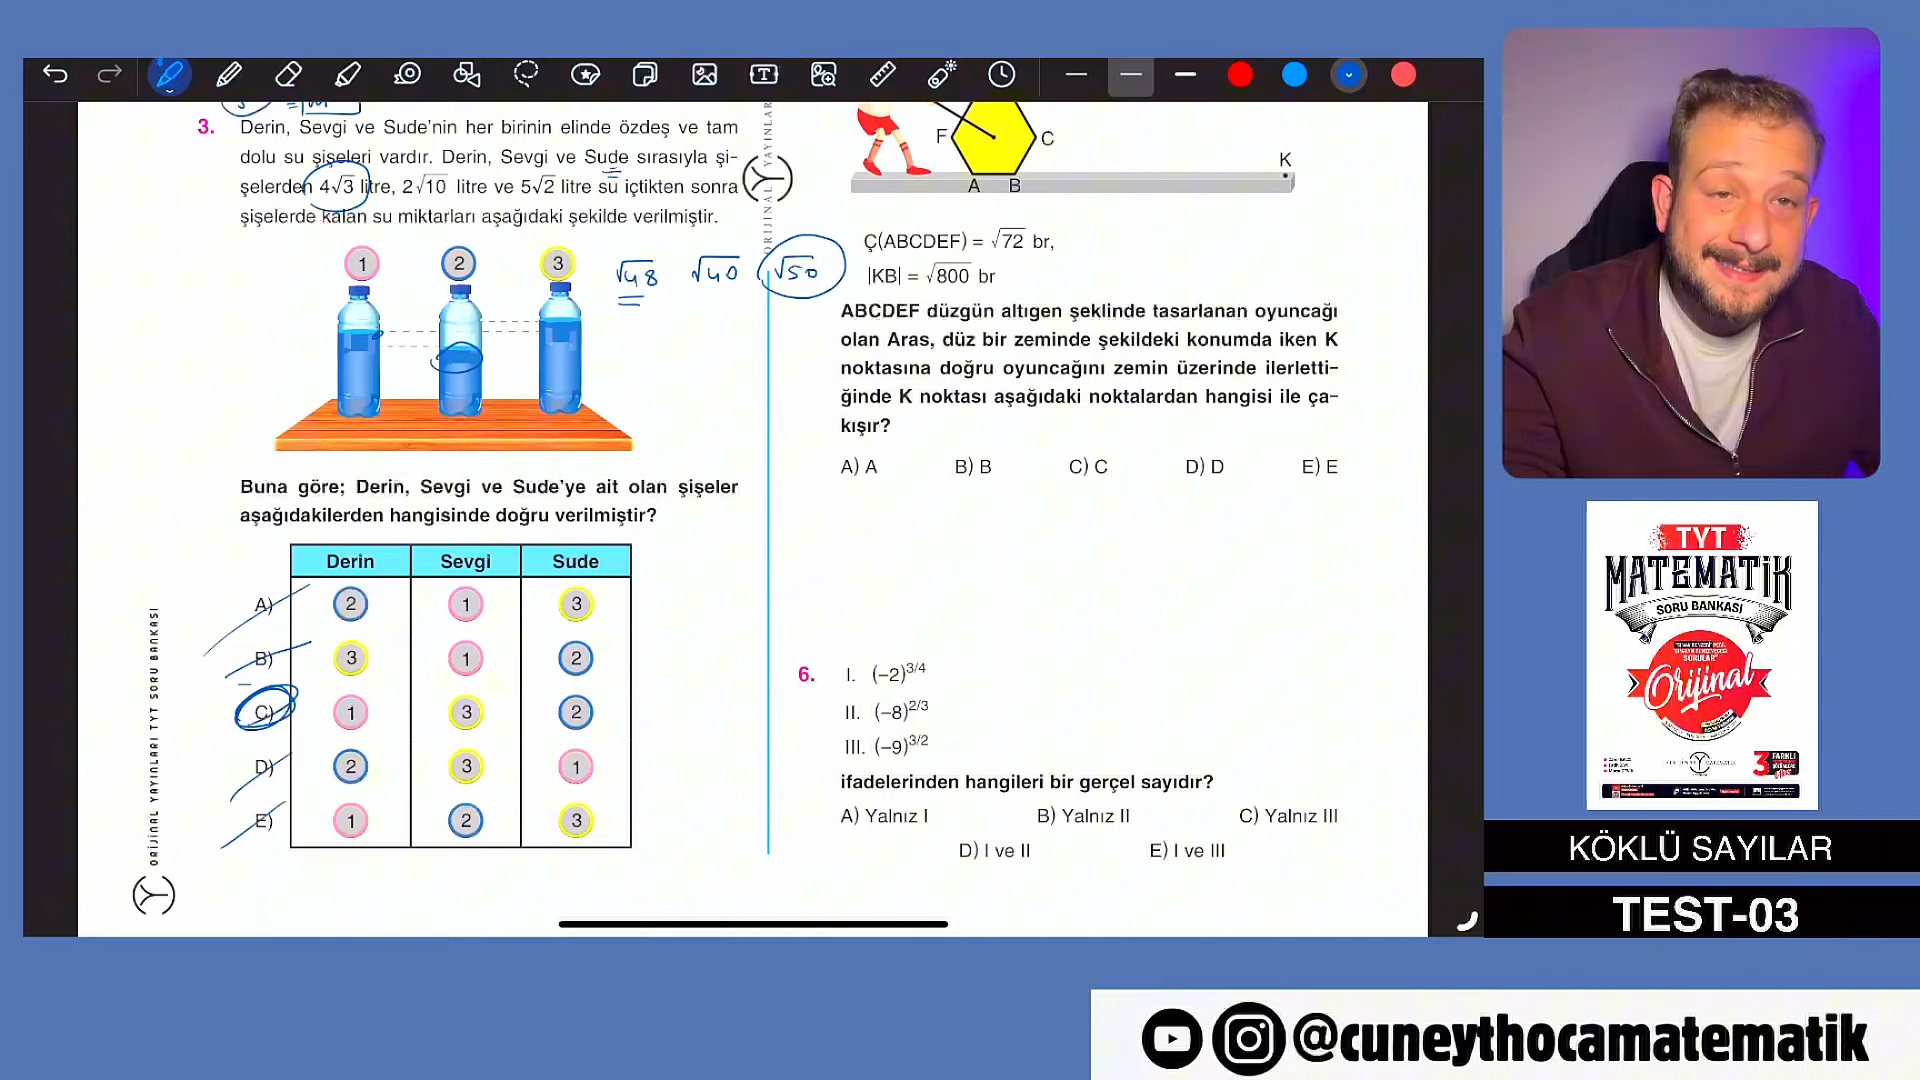 3. Derin, Sevgi ve Sude'nin her birinin elinde özdeş ve tam
dolu su şişeleri vardır. Derin, Sevgi ve Sude sırasıyla şi-
şelerden 4√3 litre, 2√10 litre ve 5√2 litre su içtikten sonra
şişelerde kalan su miktarları aşağıdaki şekilde verilmiştir.
1 2 3
√48 √40 √50
Buna göre; Derin, Sevgi ve Sude'ye ait olan şişeler
aşağıdakilerden hangisinde doğru verilmiştir?
Derin Sevgi Sude
A) 2 1 3
B) 3 1 2
C) 1 3 2
D) 2 3 1
E) 1 2 3
ORİJİNAL YAYINLARI TYT SORU BANKASI
ORİJİNAL YAYINLAR
F C
K
A B
Ç(ABCDEF) = √72 br,
|KB| = √800 br
ABCDEF düzgün altıgen şeklinde tasarlanan oyuncağı
olan Aras, düz bir zeminde şekildeki konumda iken K
noktasına doğru oyuncağını zemin üzerinde ilerletti-
ğinde K noktası aşağıdaki noktalardan hangisi ile ça-
kışır?
A) A B) B C) C D) D E) E
6. I. (–2)^3/4
II. (–8)^2/3
III. (–9)^3/2
ifadelerinden hangileri bir gerçel sayıdır?
A) Yalnız I B) Yalnız II C) Yalnız III
D) I ve II E) I ve III
TYT
MATEMATİK
SORU BANKASI
Orijinal
3 FARKLI
KÖKLÜ SAYILAR
TEST-03
@cuneythocamatematik